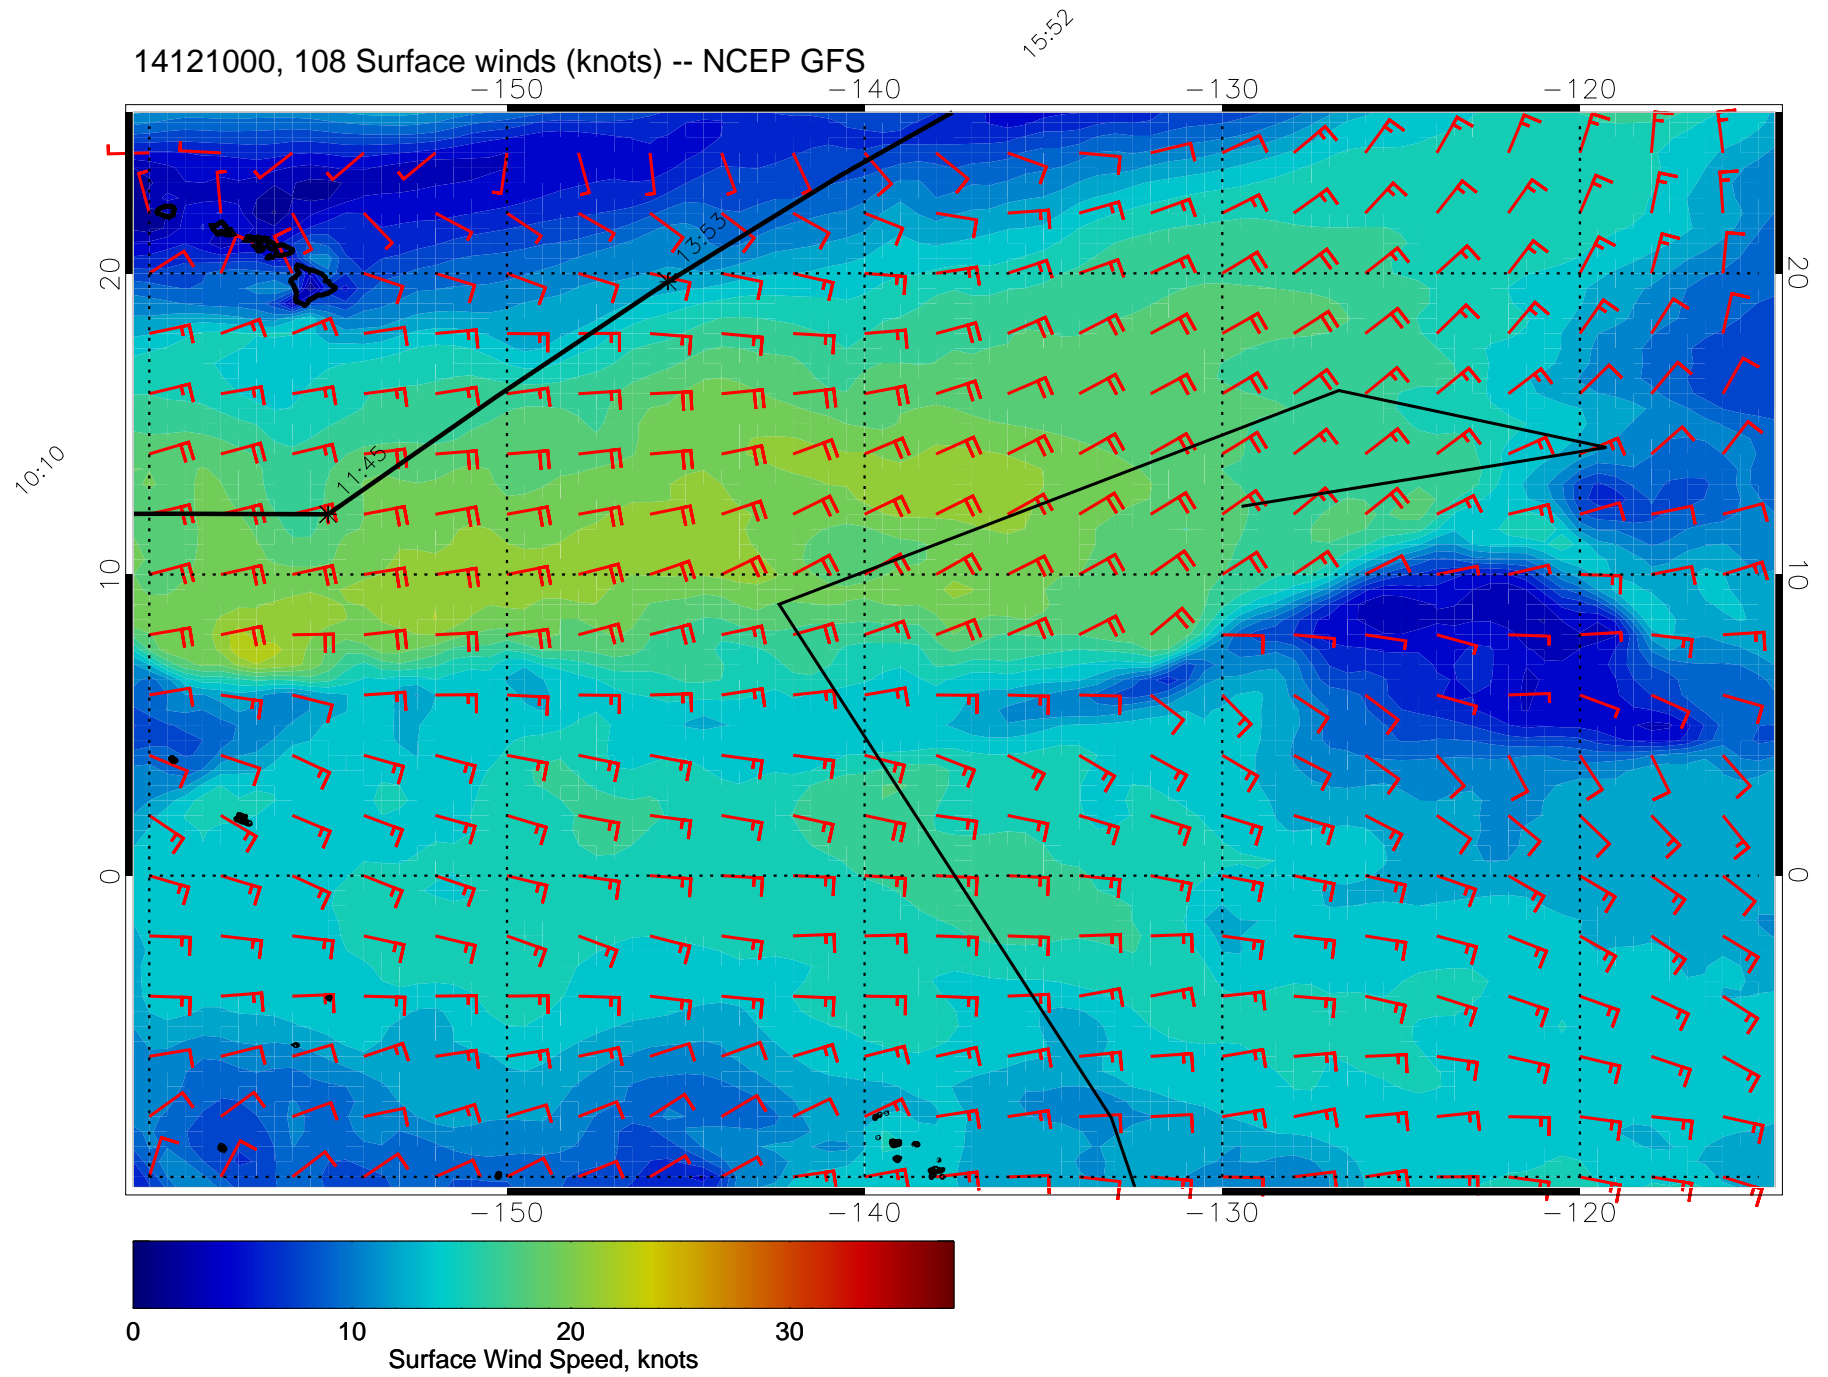 15:52
14121000, 108 Surface winds (knots) -- NCEP GFS
-150 -140 -130 -120
13:53
20 20
10:10
11:45
10 10
0 0
-150 -140 -130 -120
0 10 20 30
Surface Wind Speed, knots